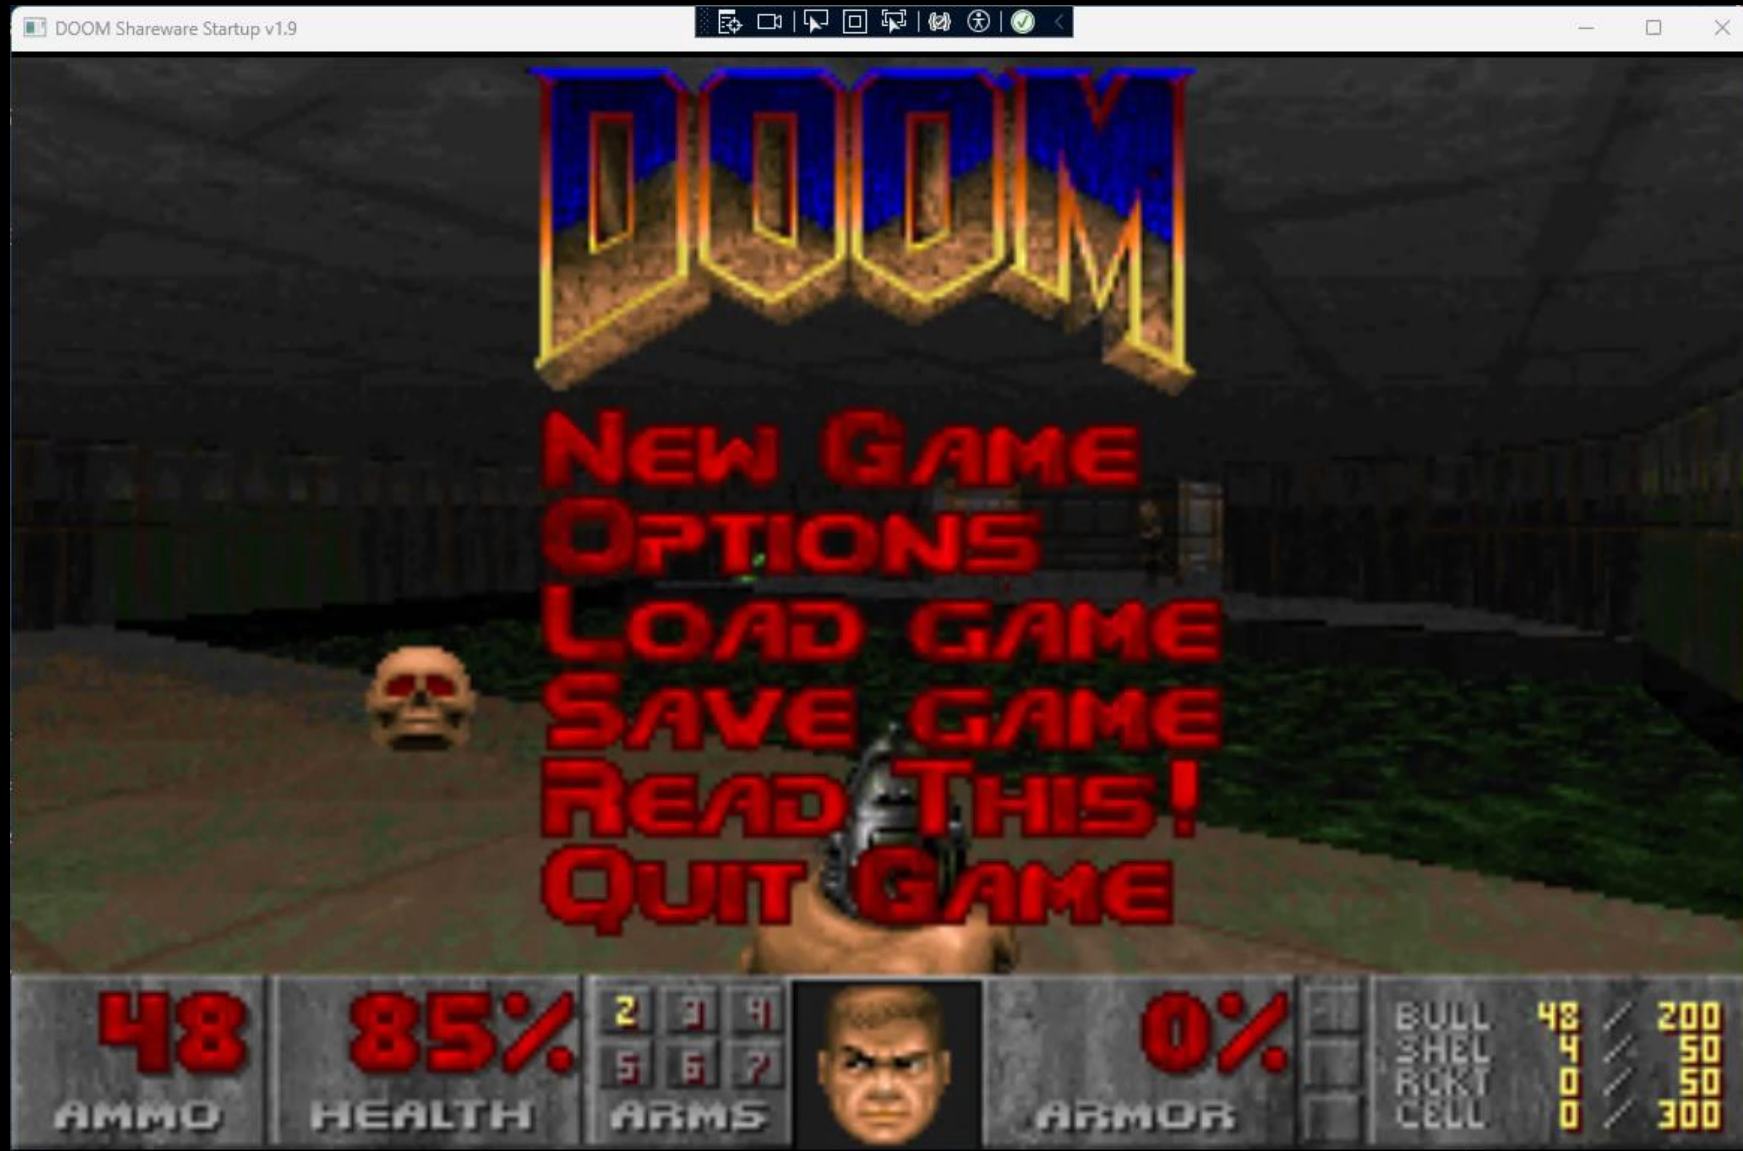 DOOM Shareware Startup v1.9
DOOM
NEW GAME
OPTIONS
LOAD GAME
SAVE GAME
READ THIS!
QUIT GAME
48
AMMO
85%
HEALTH
2 3 4
5 6 7
ARMS
0%
ARMOR
BULL 48 / 200
SHEL 4 / 50
RCKT 0 / 50
CELL 0 / 300